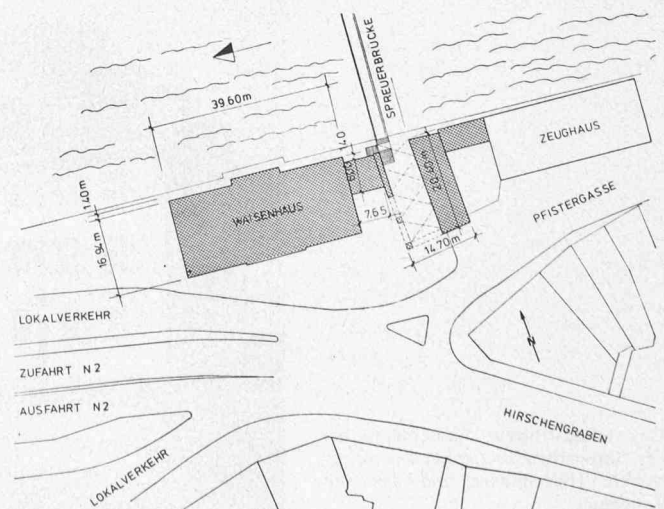 SPREUERBRÜCKE
39.60m
1.40
ZEUGHAUS
20.40m
WAISENHAUS
7.65
14.70m
PFISTERGASSE
1.40m
16.94 m
LOKALVERKEHR
ZUFAHRT N2
AUSFAHRT N2
N
HIRSCHENGRABEN
LOKALVERKEHR